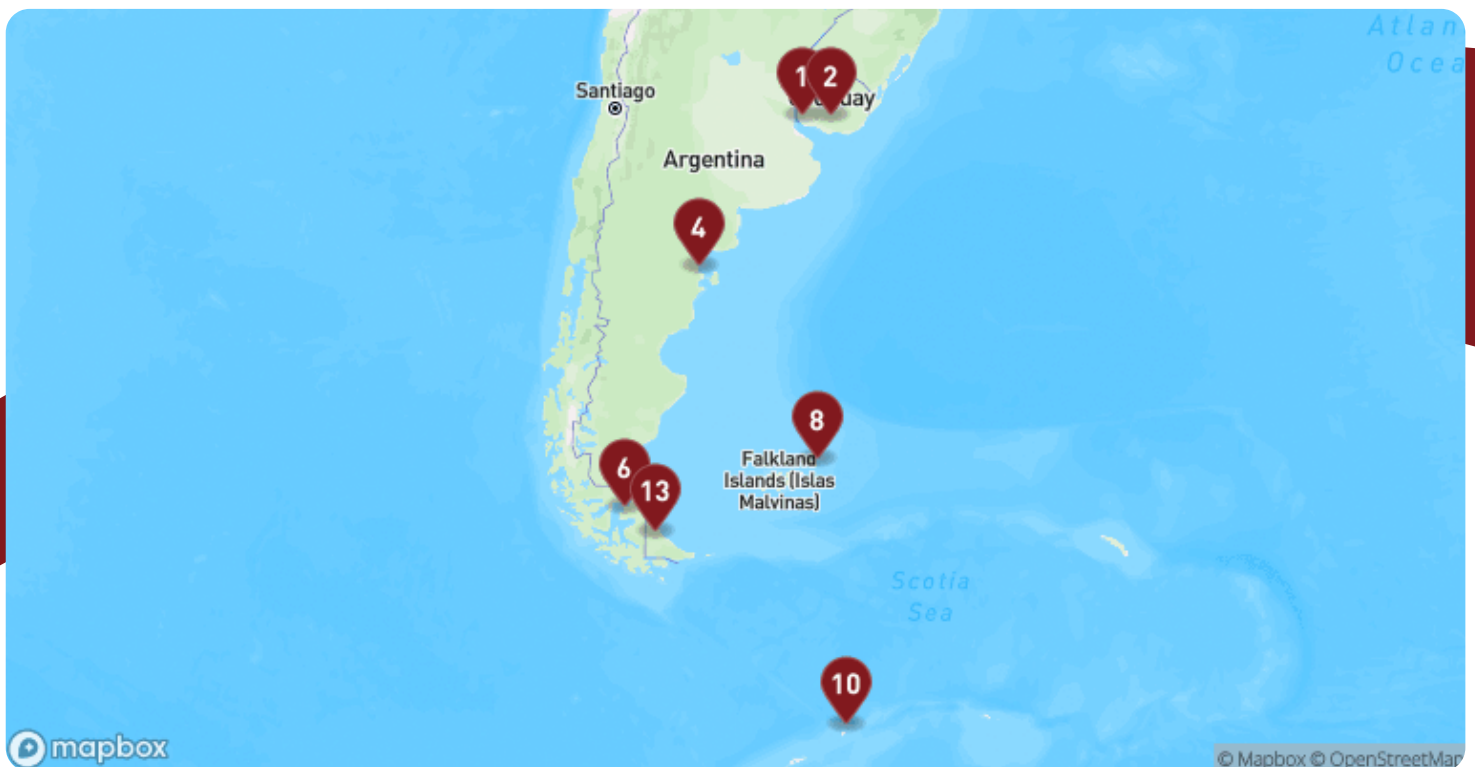 Atlan
Ocea
1
2
uay
Santiago
Argentina
4
8
Falkland
Islands (Islas
Malvinas)
6
13
Scotia
Sea
10
mapbox
© Mapbox © OpenStreetMap